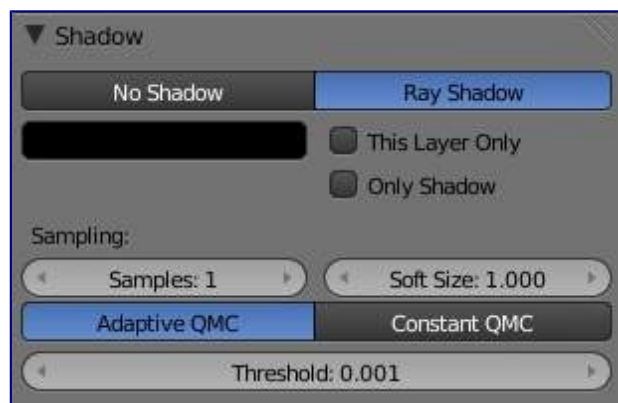 Shadow
No Shadow Ray Shadow
This Layer Only
Only Shadow
Sampling:
Samples: 1 Soft Size: 1.000
Adaptive QMC Constant QMC
Threshold: 0.001